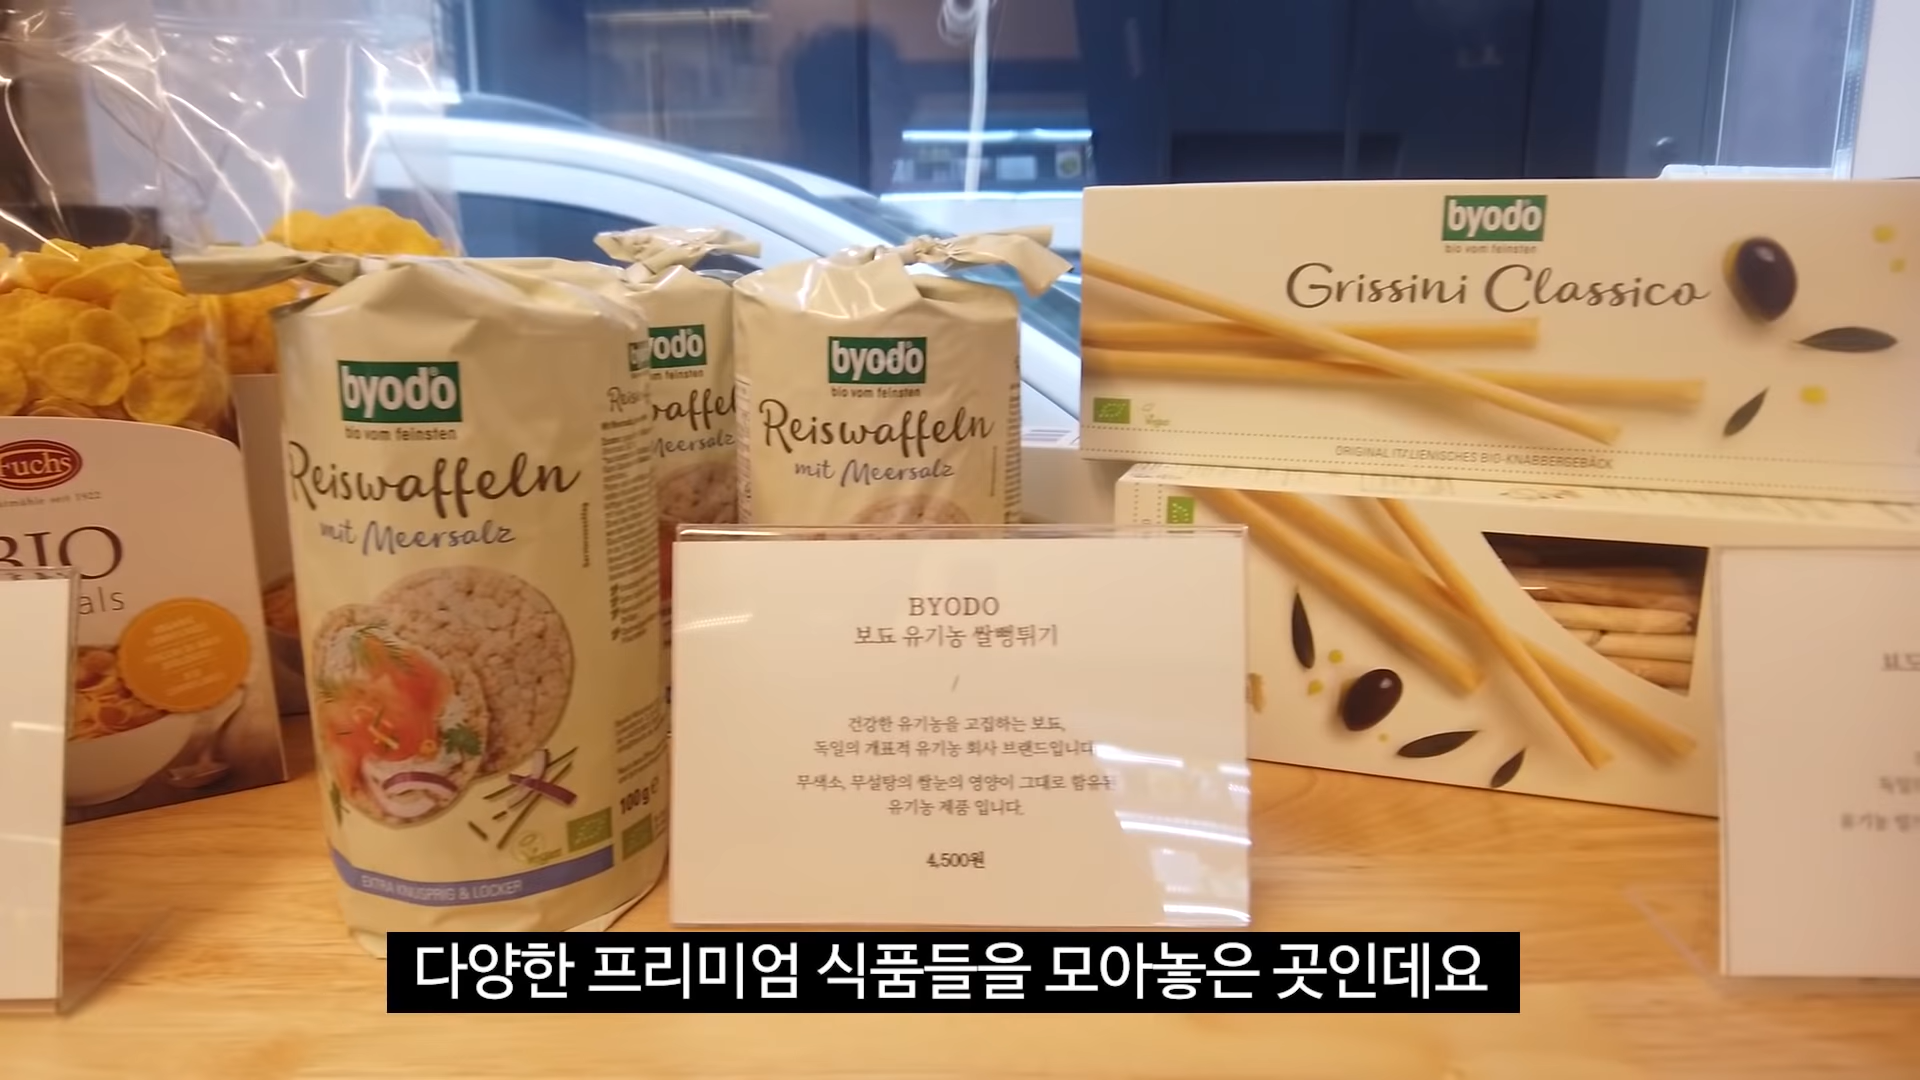 Fuchs
BIO
byodo
bio vom feinsten
Reiswaffeln
mit Meersalz
100g e
Vegan
EXTRA KNUSPRIG & LOCKER
yodo
byodo
bio vom feinsten
Reiswaffeln
mit Meersalz
byodo
bio vom feinsten
Grissini Classico
Vegan
ORIGINAL ITALIENISCHES BIO-KNABBERGEBÄCK
BYODO
보됴 유기농 쌀뻥튀기
/
건강한 유기농을 고집하는 보됴,
독일의 개표적 유기농 회사 브랜드입니다
무색소, 무설탕의 쌀눈의 영양이 그대로 함유된
유기농 제품 입니다.
4,500원
다양한 프리미엄 식품들을 모아놓은 곳인데요